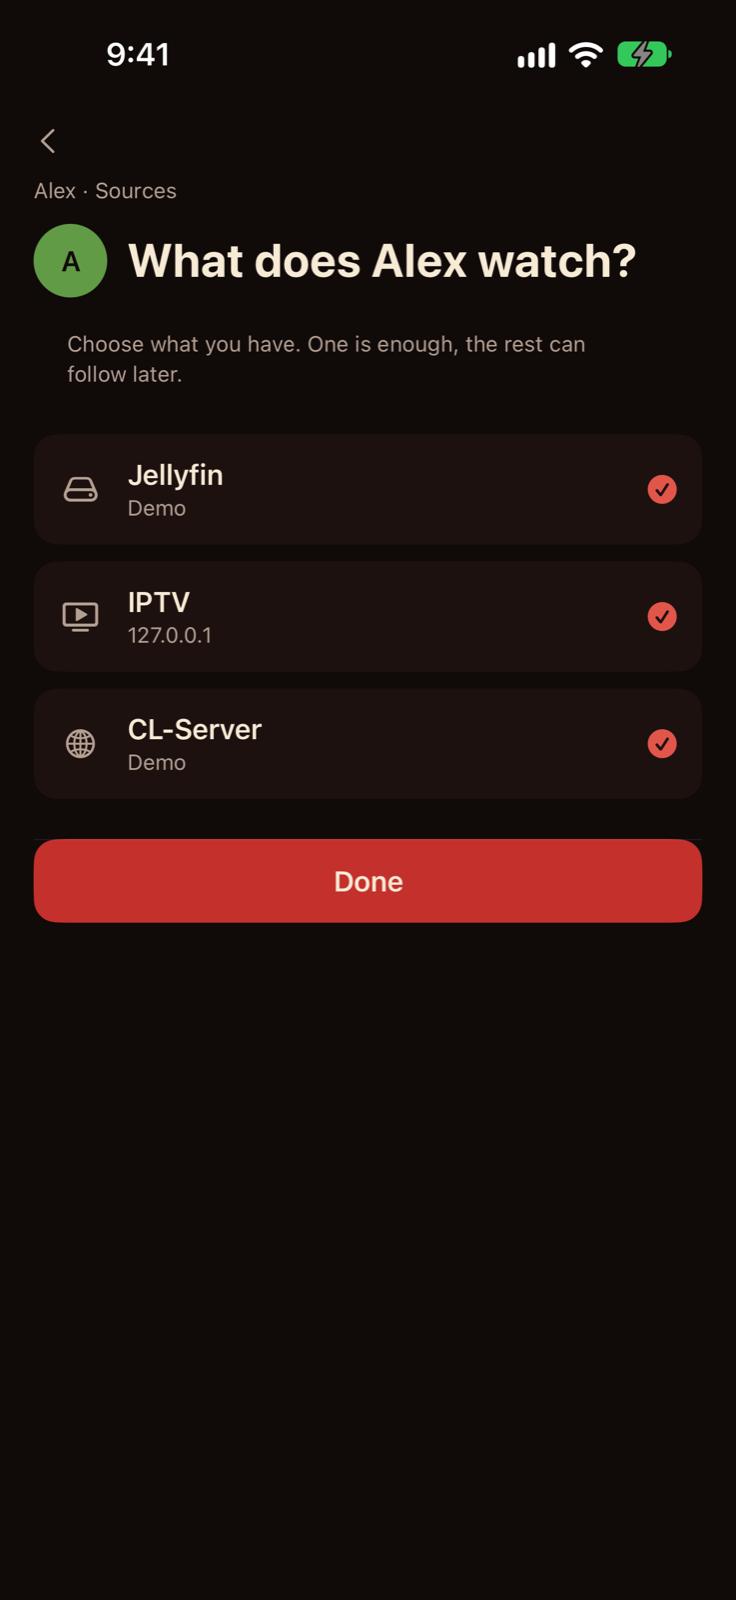 9:41
Alex · Sources
A
What does Alex watch?
Choose what you have. One is enough, the rest can
follow later.
Jellyfin
Demo
IPTV
127.0.0.1
CL-Server
Demo
Done